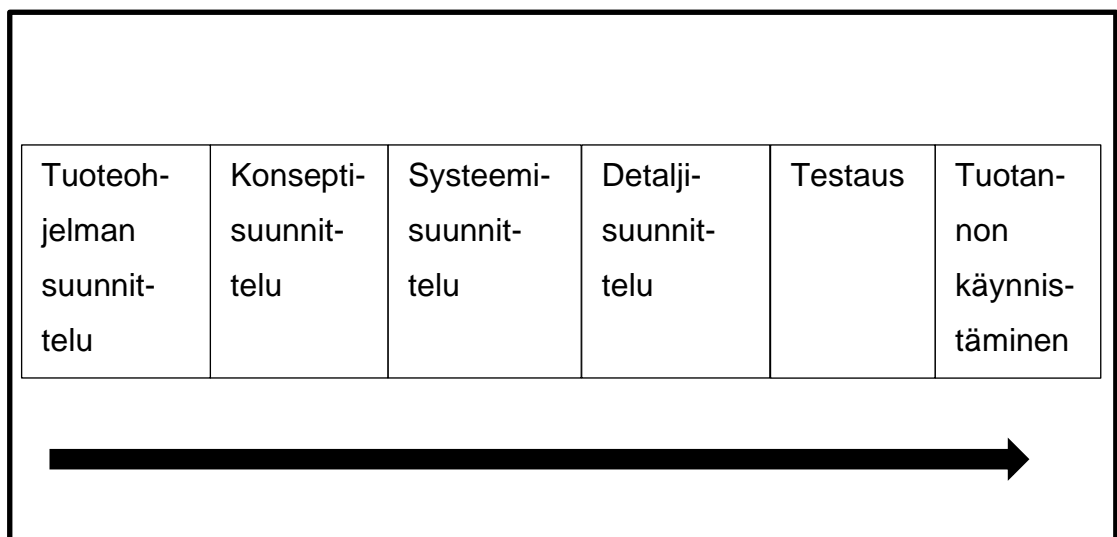 Tuoteoh-
jelman
suunnit-
telu
Konsepti-
suunnit-
telu
Systeemi-
suunnit-
telu
Detalji-
suunnit-
telu
Testaus
Tuotan-
non
käynnis-
täminen